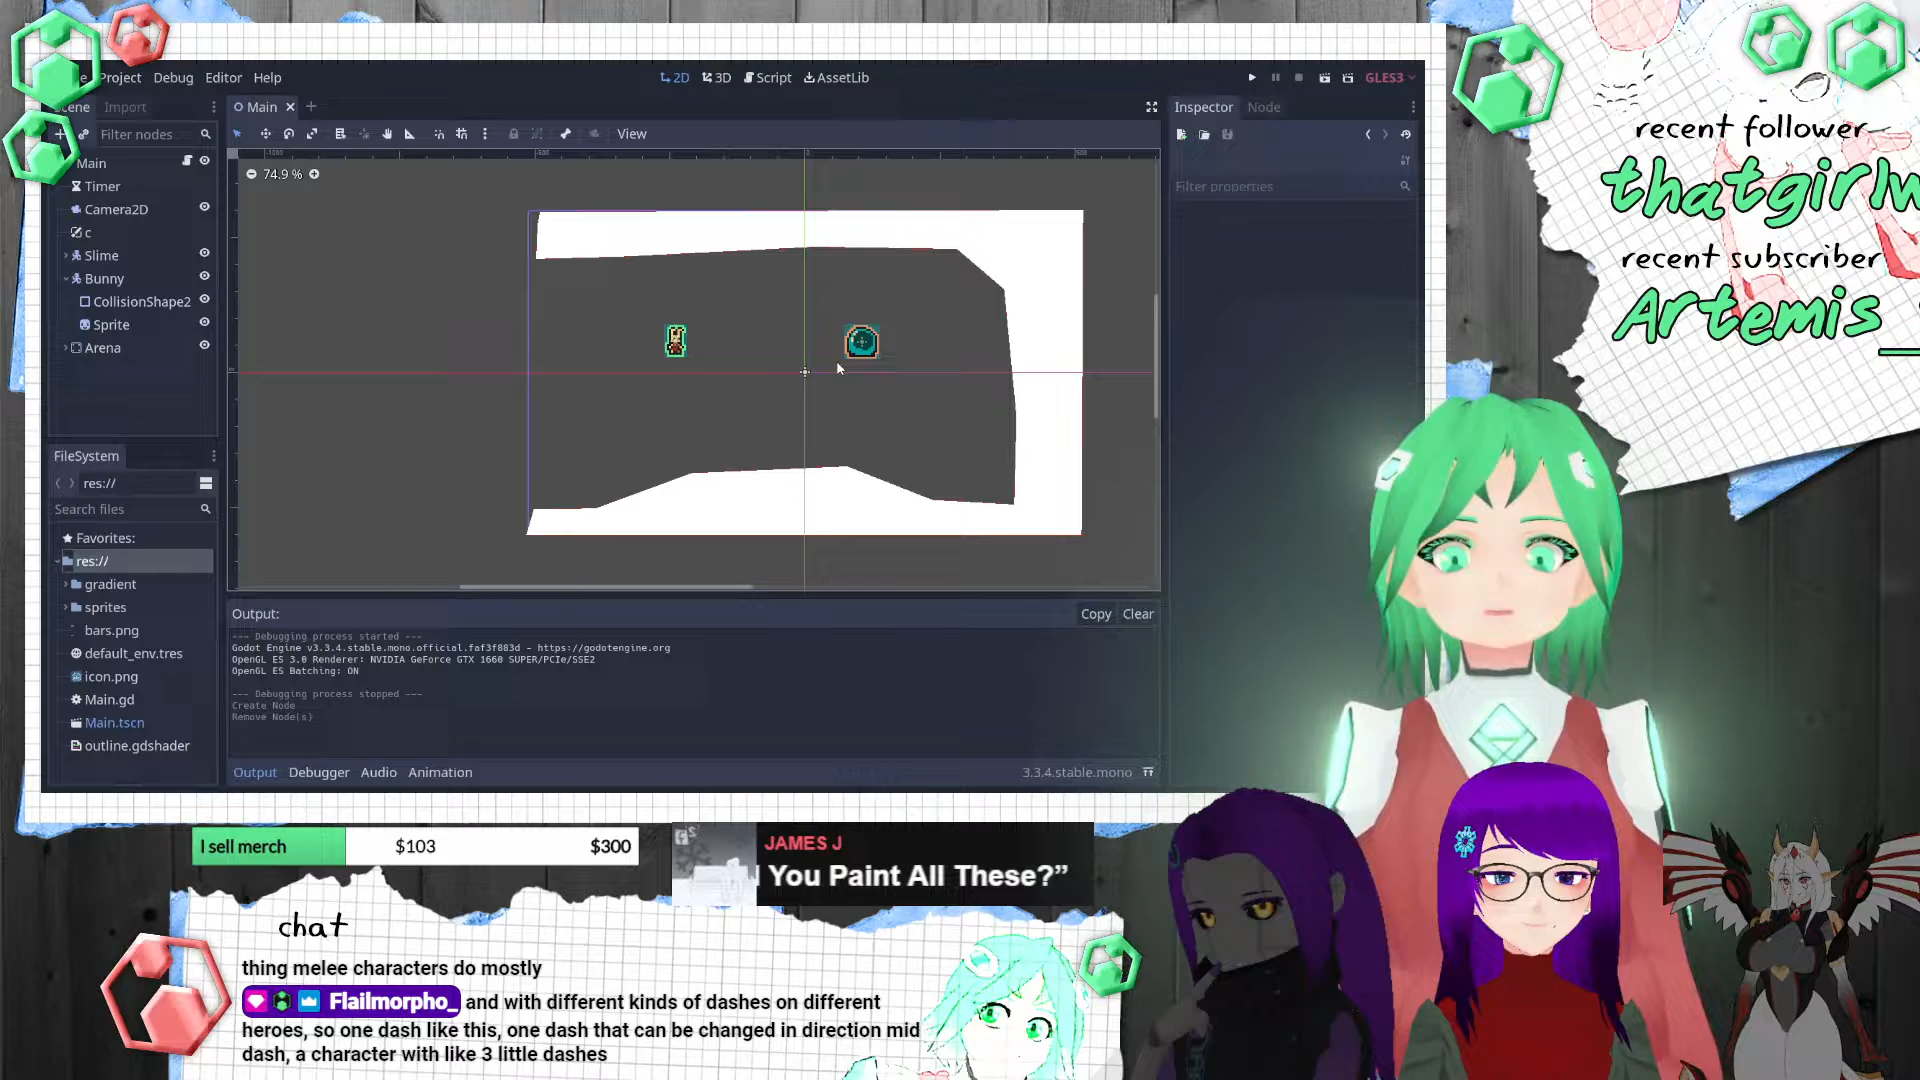 Project Debug Editor Help
2D 3D Script AssetLib
GLES3
Scene Import
Main
Inspector Node
Filter nodes
View
Main
Timer
Camera2D
c
Slime
Bunny
CollisionShape2
Sprite
Arena
74.9 %
Filter properties
FileSystem
res://
Search files
Favorites:
res://
gradient
sprites
bars.png
default_env.tres
icon.png
Main.gd
Main.tscn
outline.gdshader
Output:
Copy Clear
--- Debugging process started ---
Godot Engine v3.3.4.stable.mono.official.faf3f883d - https://godotengine.org
OpenGL ES 3.0 Renderer: NVIDIA GeForce GTX 1660 SUPER/PCIe/SSE2
OpenGL ES Batching: ON
--- Debugging process stopped ---
Create Node
Remove Node(s)
Output Debugger Audio Animation
3.3.4.stable.mono
recent follower
thatgirlw
recent subscriber
Artemis_
I sell merch $103 $300
JAMES J
You Paint All These?”
chat
thing melee characters do mostly
Flailmorpho_ and with different kinds of dashes on different
heroes, so one dash like this, one dash that can be changed in direction mid
dash, a character with like 3 little dashes